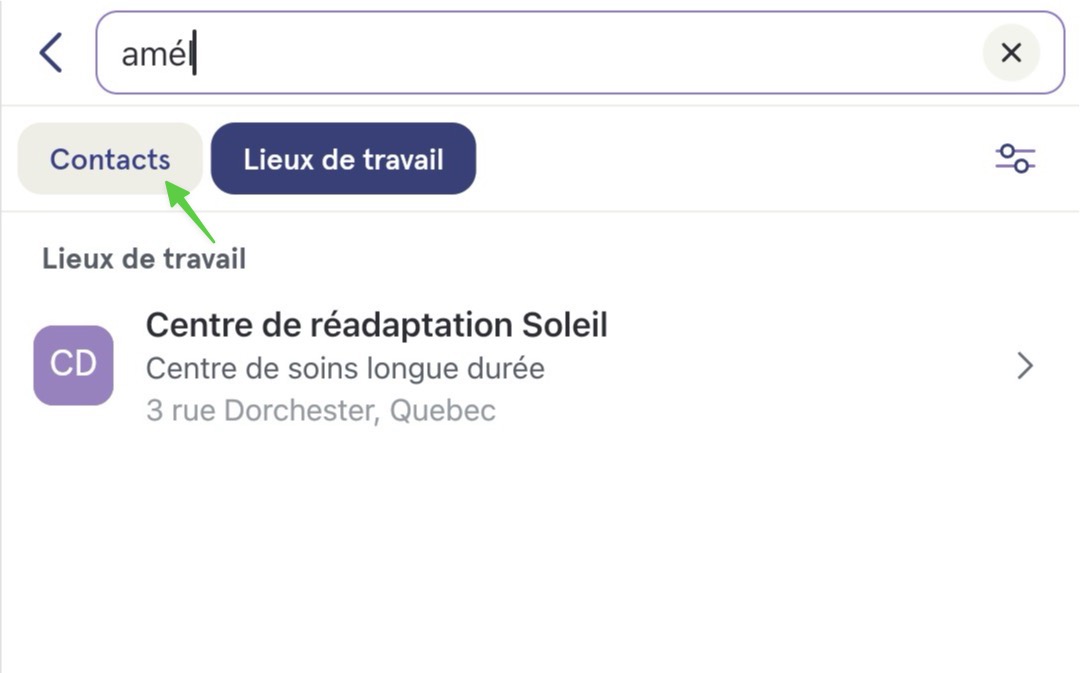 amél
Contacts
Lieux de travail
Lieux de travail
Centre de réadaptation Soleil
CD
Centre de soins longue durée
3 rue Dorchester, Quebec